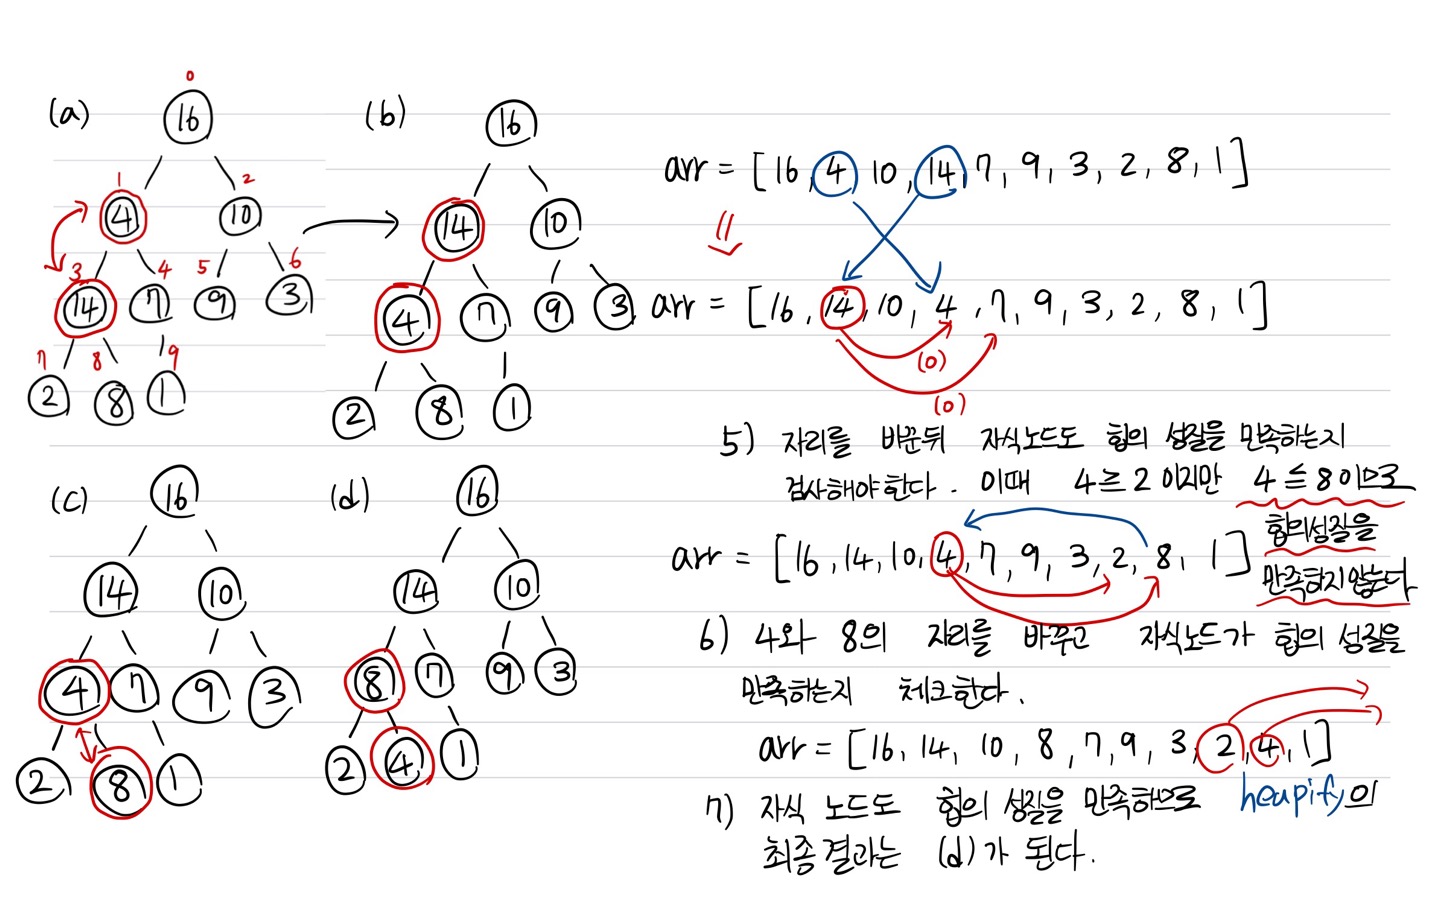 (a)
0
16
1
2
4
10
3
4
5
6
14
7
9
3
7
8
9
2
8
1
(b)
16
14
10
4
7
9
3
2
8
1
arr = [16, 4, 10, 14, 7, 9, 3, 2, 8, 1]
arr = [16, 14, 10, 4, 7, 9, 3, 2, 8, 1]
(o)
(o)
5) 자리를 바꾼뒤 자식노드도 힙의 성질을 만족하는지
검사해야한다. 이때 4≥2 이지만 4≤8이므로
힙의성질을
만족하지않는다
arr = [16, 14, 10, 4, 7, 9, 3, 2, 8, 1]
(c)
16
14
10
4
7
9
3
2
8
1
(d)
16
14
10
8
7
9
3
2
4
1
6) 4와 8의 자리를 바꾸고 자식노드가 힙의 성질을
만족하는지 체크한다.
arr = [16, 14, 10, 8, 7, 9, 3, 2, 4, 1]
7) 자식 노드도 힙의 성질을 만족하므로 heapify의
최종결과는 (d)가 된다.